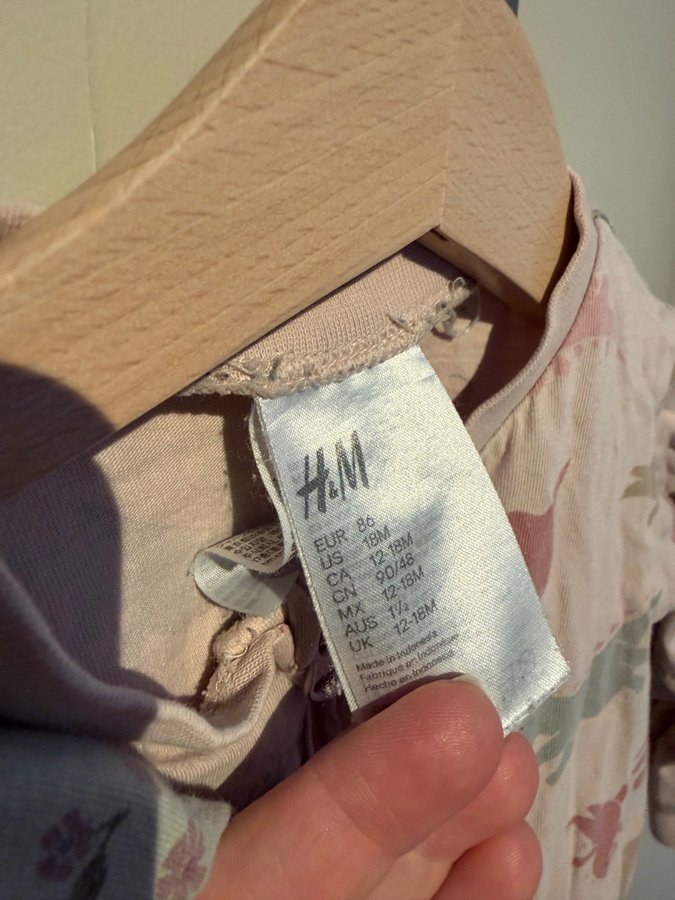 H&M
EUR 86
US 18M
CA 12-18M
CN 90/48
MX 12-18M
AUS 1½
UK 12-18M
Made in Indonesia
Fabriqué en Indonésie
Hecho en Indonesia